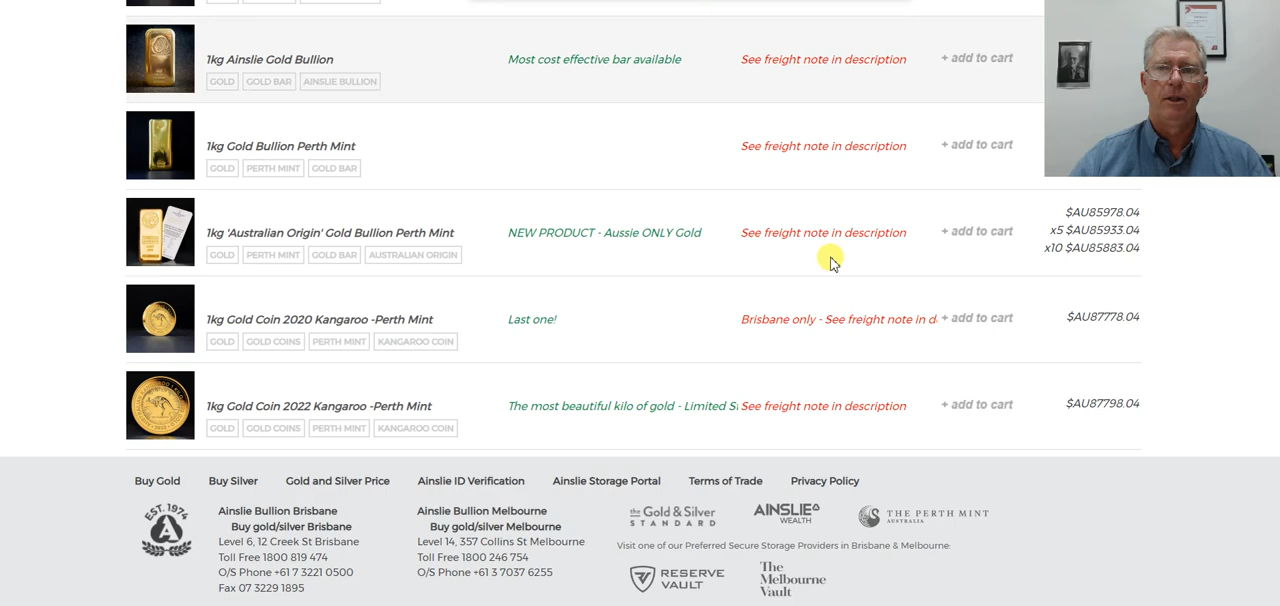 1kg Ainslie Gold Bullion
Most cost effective bar available
See freight note in description
+ add to cart
GOLD
GOLD BAR
AINSLIE BULLION
1kg Gold Bullion Perth Mint
See freight note in description
+ add to cart
GOLD
PERTH MINT
GOLD BAR
1kg 'Australian Origin' Gold Bullion Perth Mint
NEW PRODUCT - Aussie ONLY Gold
See freight note in description
+ add to cart
$AU85978.04
x5 $AU85933.04
x10 $AU85883.04
GOLD
PERTH MINT
GOLD BAR
AUSTRALIAN ORIGIN
1kg Gold Coin 2020 Kangaroo -Perth Mint
Last one!
Brisbane only - See freight note in d
+ add to cart
$AU87778.04
GOLD
GOLD COINS
PERTH MINT
KANGAROO COIN
1kg Gold Coin 2022 Kangaroo -Perth Mint
The most beautiful kilo of gold - Limited
See freight note in description
+ add to cart
$AU87798.04
GOLD
GOLD COINS
PERTH MINT
KANGAROO COIN
Buy Gold
Buy Silver
Gold and Silver Price
Ainslie ID Verification
Ainslie Storage Portal
Terms of Trade
Privacy Policy
EST. 1974
A
Ainslie Bullion Brisbane
Buy gold/silver Brisbane
Level 6, 12 Creek St Brisbane
Toll Free 1800 819 474
O/S Phone +61 7 3221 0500
Fax 07 3229 1895
Ainslie Bullion Melbourne
Buy gold/silver Melbourne
Level 14, 357 Collins St Melbourne
Toll Free 1800 246 754
O/S Phone +61 3 7037 6255
the Gold & Silver
STANDARD
AINSLIE
WEALTH
THE PERTH MINT
AUSTRALIA
Visit one of our Preferred Secure Storage Providers in Brisbane & Melbourne:
RESERVE
VAULT
The
Melbourne
Vault